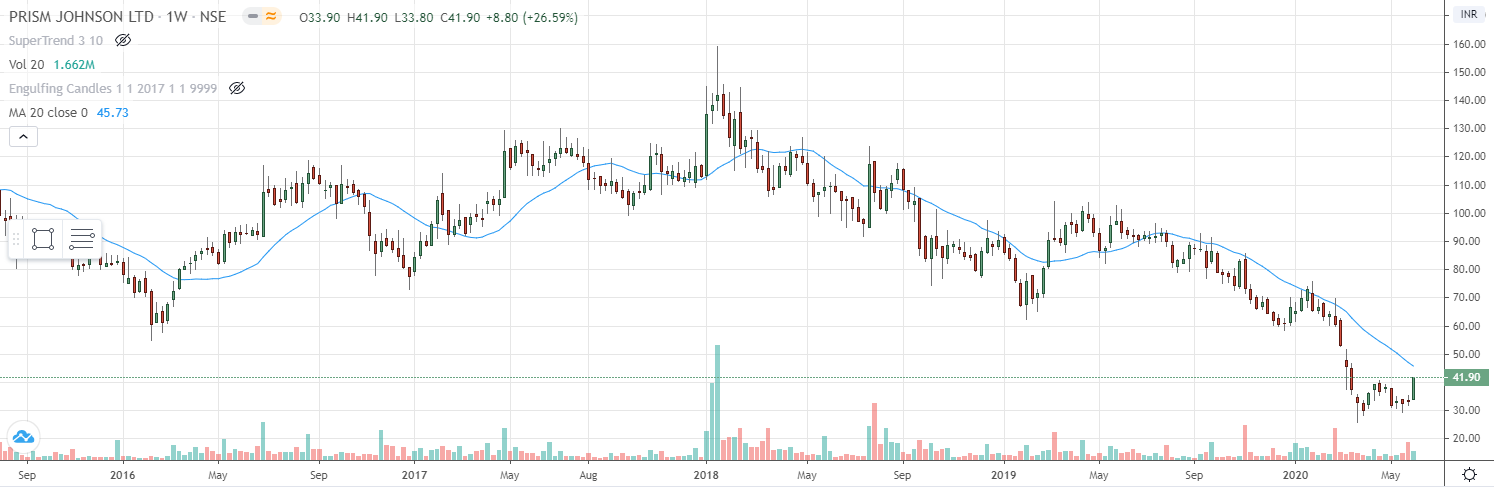 PRISM JOHNSON LTD · 1W · NSE O33.90 H41.90 L33.80 C41.90 +8.80 (+26.59%)
INR
SuperTrend 3 10
Vol 20 1.662M
Engulfing Candles 1 1 2017 1 1 9999
MA 20 close 0 45.73
160.00
150.00
140.00
130.00
120.00
110.00
100.00
90.00
80.00
70.00
60.00
50.00
41.90
30.00
20.00
Sep 2016 May Sep 2017 May Aug 2018 May Sep 2019 May Sep 2020 May